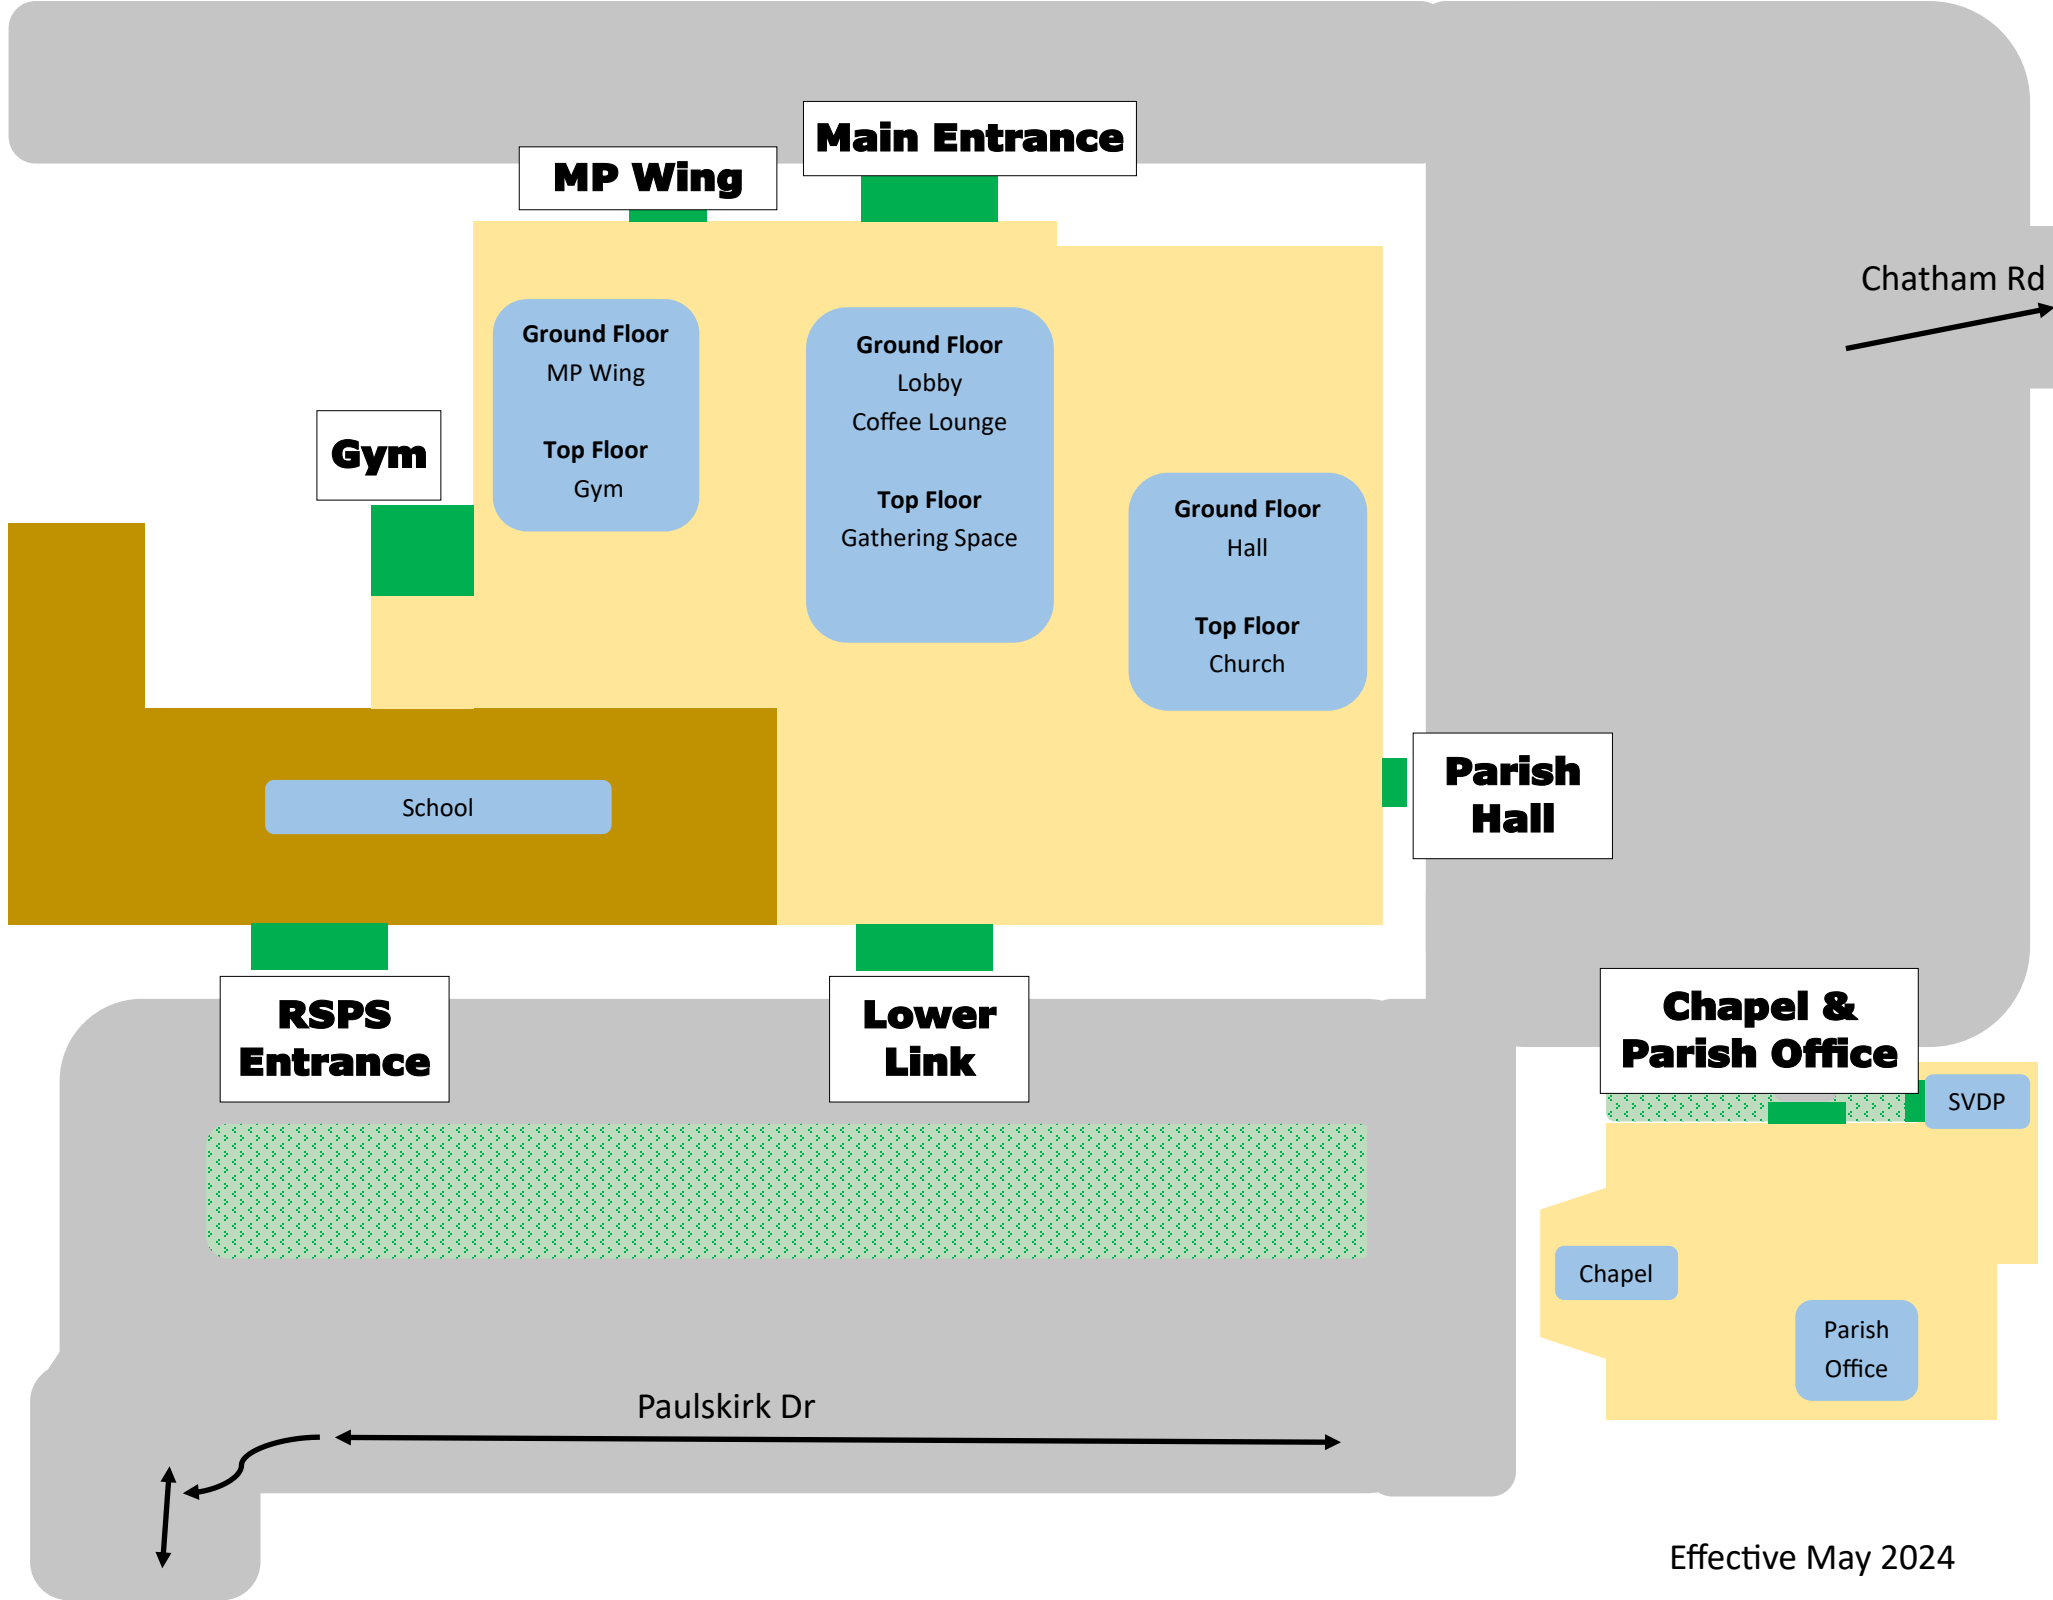 Main Entrance
MP Wing
Chatham Rd
Ground Floor
MP Wing
Top Floor
Gym
Ground Floor
Lobby
Coffee Lounge
Top Floor
Gathering Space
Gym
Ground Floor
Hall
Top Floor
Church
Parish
Hall
School
RSPS
Entrance
Lower
Link
Chapel &
Parish Office
SVDP
Chapel
Parish
Office
Paulskirk Dr
Effective May 2024